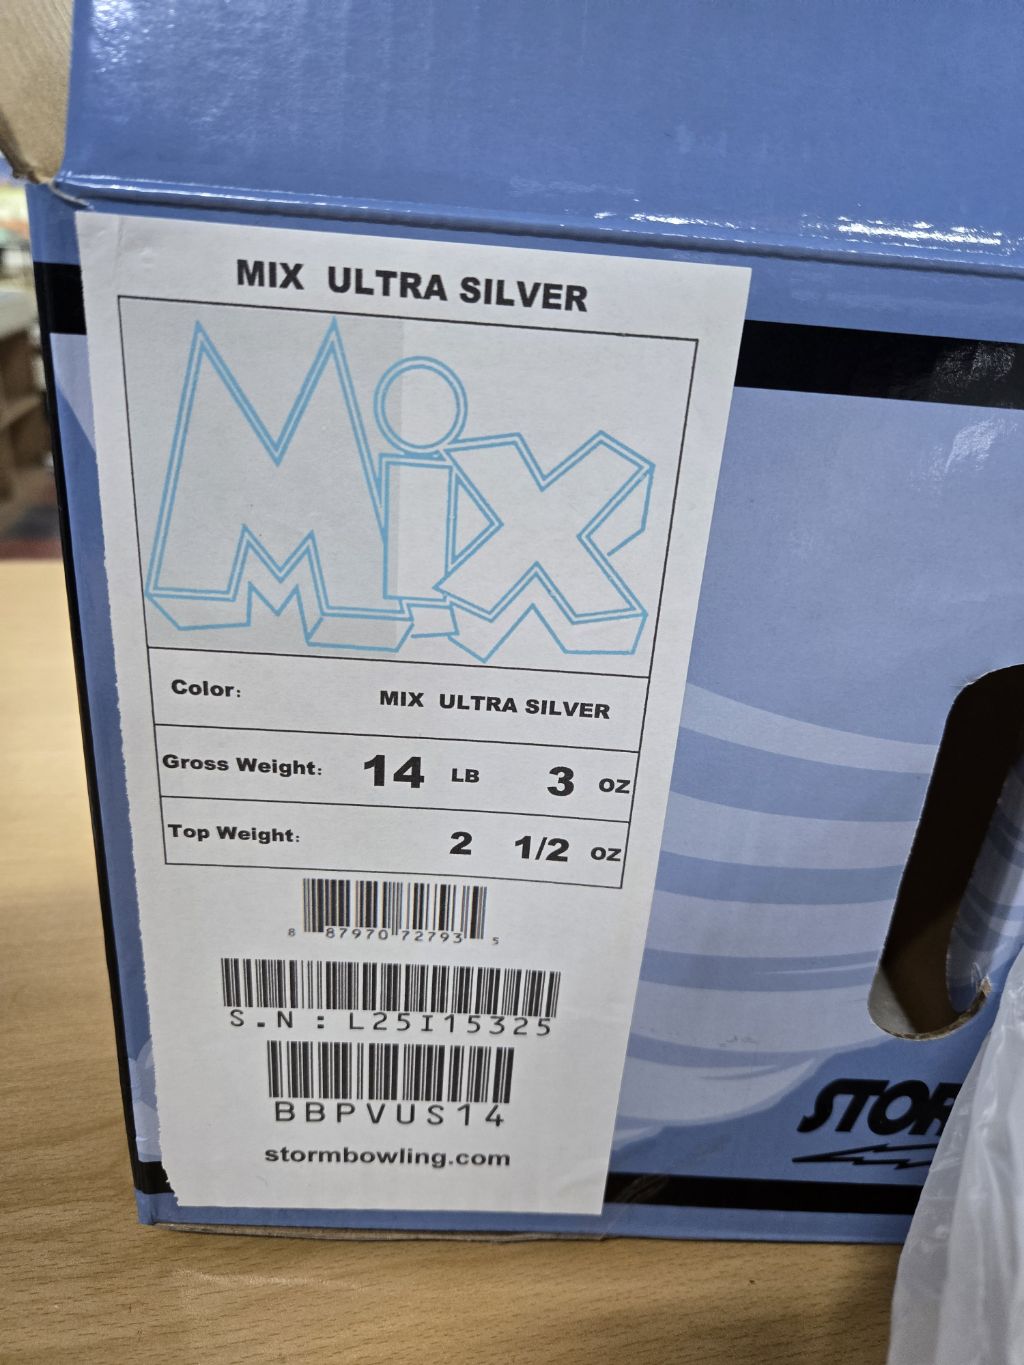 MIX ULTRA SILVER
Mix
Color: MIX ULTRA SILVER
Gross Weight: 14 LB 3 OZ
Top Weight: 2 1/2 OZ
8 87970 72793 5
S.N: L25I15325
BBPVUS14
stormbowling.com